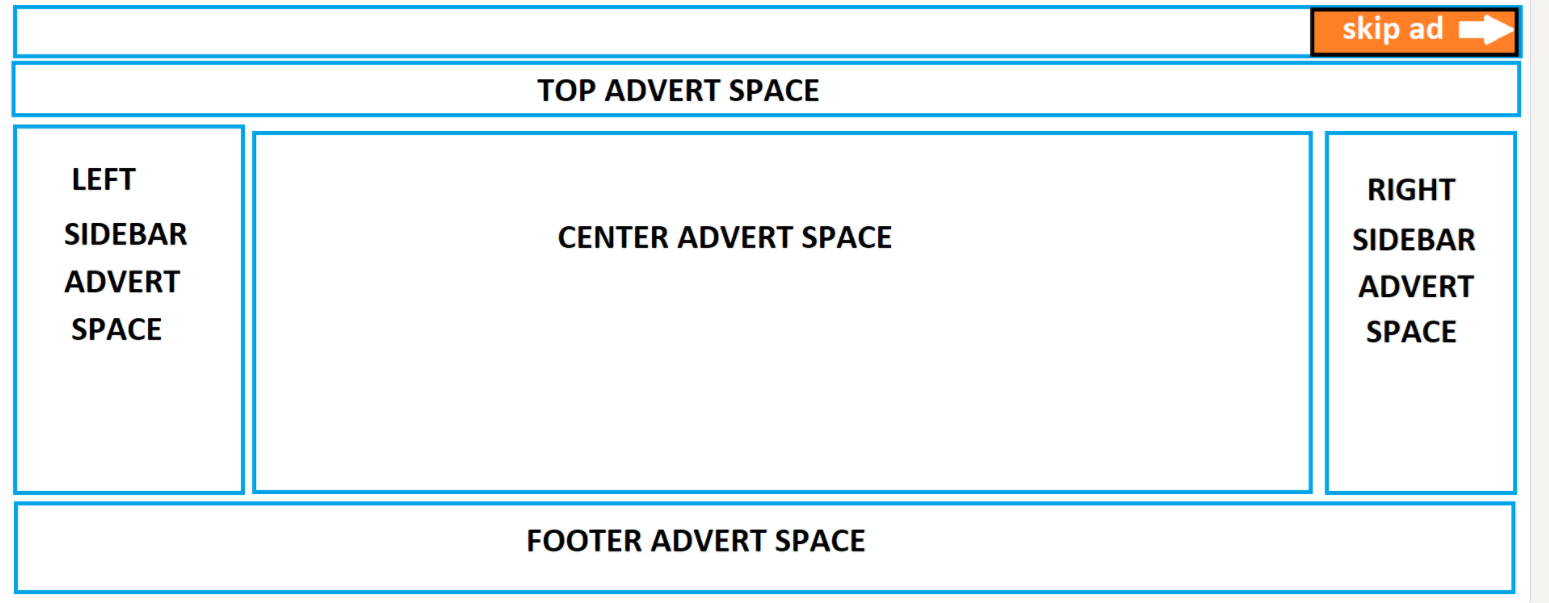 skip ad
TOP ADVERT SPACE
LEFT
SIDEBAR
ADVERT
SPACE
CENTER ADVERT SPACE
RIGHT
SIDEBAR
ADVERT
SPACE
FOOTER ADVERT SPACE